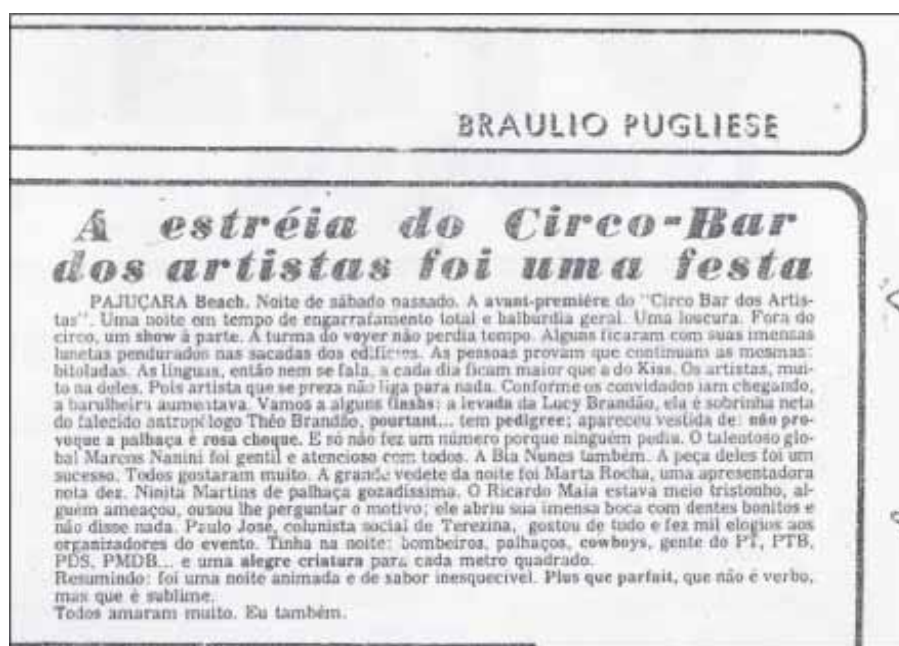 BRAULIO PUGLIESE
A estréia do Circo-Bar
dos artistas foi uma festa
PAJUÇARA Beach. Noite de sábado passado. A avant-première do "Circo Bar dos Artis-
tas". Uma noite em tempo de engarrafamento total e balbúrdia geral. Uma loucura. Fora do
circo, um show à parte. A turma do voyer não perdia tempo. Alguns ficaram com suas imensas
lunetas pendurados nas sacadas dos edifícios. As pessoas provam que continuam as mesmas:
bitoladas. As línguas, então nem se fala, a cada dia ficam maior que a do Kiss. Os artistas, mui-
to na deles. Pois artista que se preza não liga para nada. Conforme os convidados iam chegando,
a barulheira aumentava. Vamos a alguns flashs: a levada da Lucy Brandão, ela é sobrinha neta
do falecido antropólogo Théo Brandão, pourtant... tem pedigree; apareceu vestida de: não pro-
voque a palhaça é rosa choque. E só não fez um número porque ninguém pediu. O talentoso glo-
bal Marcos Nanini foi gentil e atencioso com todos. A Bia Nunes também. A peça deles foi um
sucesso. Todos gostaram muito. A grande vedete da noite foi Marta Rocha, uma apresentadora
nota dez. Ninita Martins de palhaça gozadíssima. O Ricardo Maia estava meio tristonho, al-
guém ameaçou, ousou lhe perguntar o motivo; ele abriu sua imensa boca com dentes bonitos e
não disse nada. Paulo José, colunista social de Terezina, gostou de tudo e fez mil elogios aos
organizadores do evento. Tinha na noite: bombeiros, palhaços, cowboys, gente do PT, PTB,
PDS, PMDB... e uma alegre criatura para cada metro quadrado.
Resumindo: foi uma noite animada e de sabor inesquecível. Plus que parfait, que não é verbo,
mas que é sublime.
Todos amaram muito. Eu também.